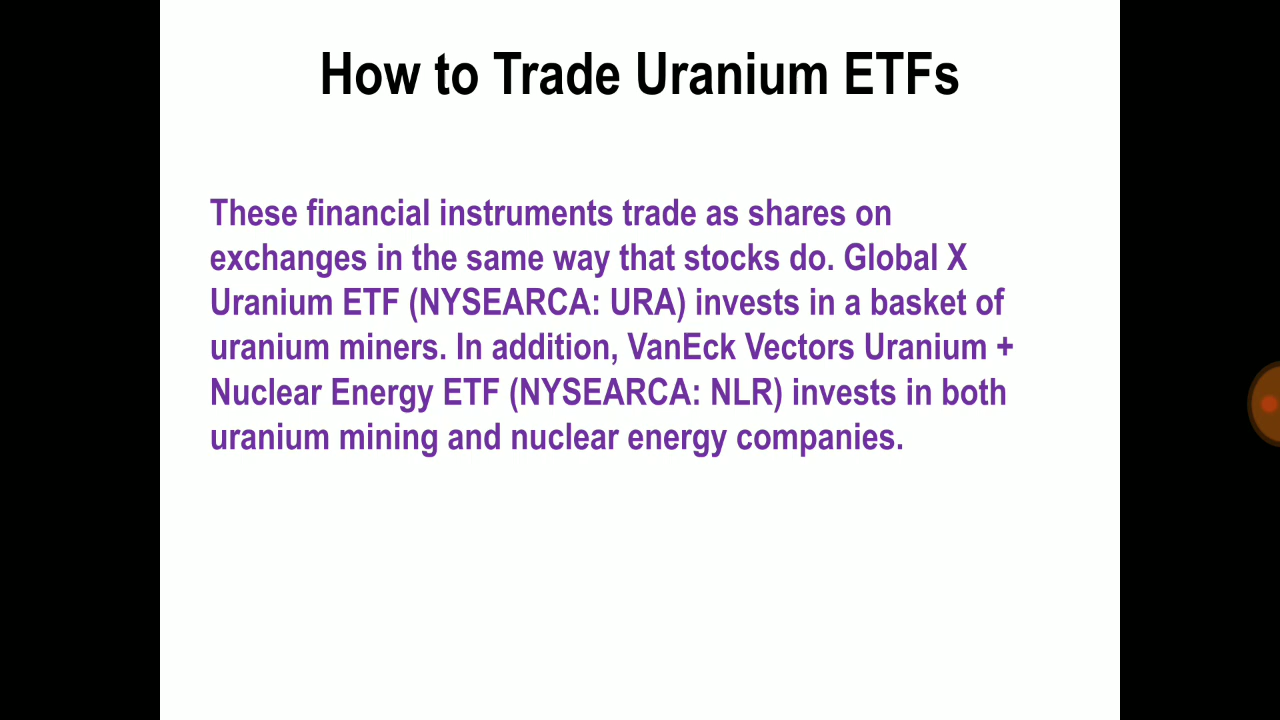 How to Trade Uranium ETFs
These financial instruments trade as shares on
exchanges in the same way that stocks do. Global X
Uranium ETF (NYSEARCA: URA) invests in a basket of
uranium miners. In addition, VanEck Vectors Uranium +
Nuclear Energy ETF (NYSEARCA: NLR) invests in both
uranium mining and nuclear energy companies.